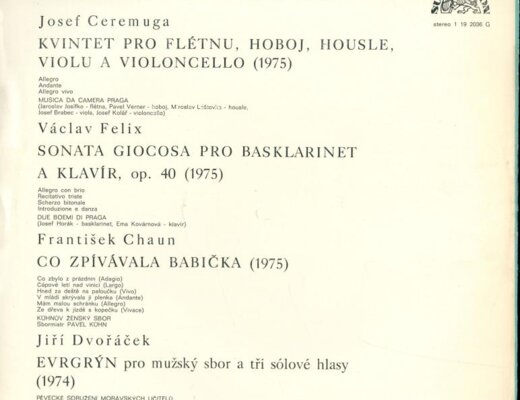 stereo 1 19 2036 G
Josef Ceremuga
KVINTET PRO FLÉTNU, HOBOJ, HOUSLE,
VIOLU A VIOLONCELLO (1975)
Allegro
Andante
Allegro vivo
MUSICA DA CAMERA PRAGA
(Jaroslav Josífko - flétna, Pavel Verner - hoboj, Miroslav - housle,
Josef Brabec - viola, Josef Kolář - violoncello)
Václav Felix
SONATA GIOCOSA PRO BASKLARINET
A KLAVÍR, op. 40 (1975)
Allegro con brio
Recitativo triste
Scherzo bitonale
Introduzione e danza
DUE BOEMI DI PRAGA
(Josef Horák - basklarinet, Ema Kovárnová - klavír)
František Chaun
CO ZPÍVÁVALA BABIČKA (1975)
Co zbylo z prázdnin (Adagio)
Čápové letí nad vinicí (Largo)
Hned za deště na paloučku (Vivo)
V mládí skrývala ji plenka (Andante)
Mám malou schránku (Allegro)
Ze dřeva k jízdě s kopečku (Vivace)
KÜHNŮV ŽENSKÝ SBOR
Sbormistr PAVEL KÜHN
Jiří Dvořáček
EVRGRÝN pro mužský sbor a tři sólové hlasy
(1974)
PĚVECKÉ SDRUŽENÍ MORAVSKÝCH UČITELŮ